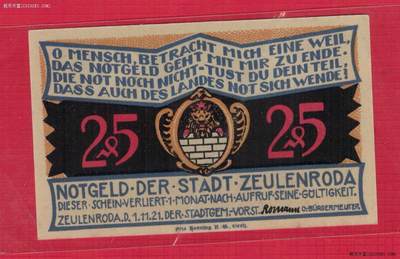 O MENSCH, BETRACHT MICH EINE WEIL,
DAS NOTGELD GEHT MIT MIR ZU ENDE.
DIE NOT NOCH NICHT-TUST DU DEIN TEIL
DASS AUCH DES LANDES NOT SICH WENDE!
25 25
NOTGELD · DER · STADT · ZEULENRODA
DIESER · SCHEIN · VERLIERT · 1 · MONAT · NACH · AUFRUF · SEINE · GÜLTIGKEIT.
ZEULENRODA, D. 1. 11. 21. DER STADTGEM.-VORST. O.BÜRGERMEISTER